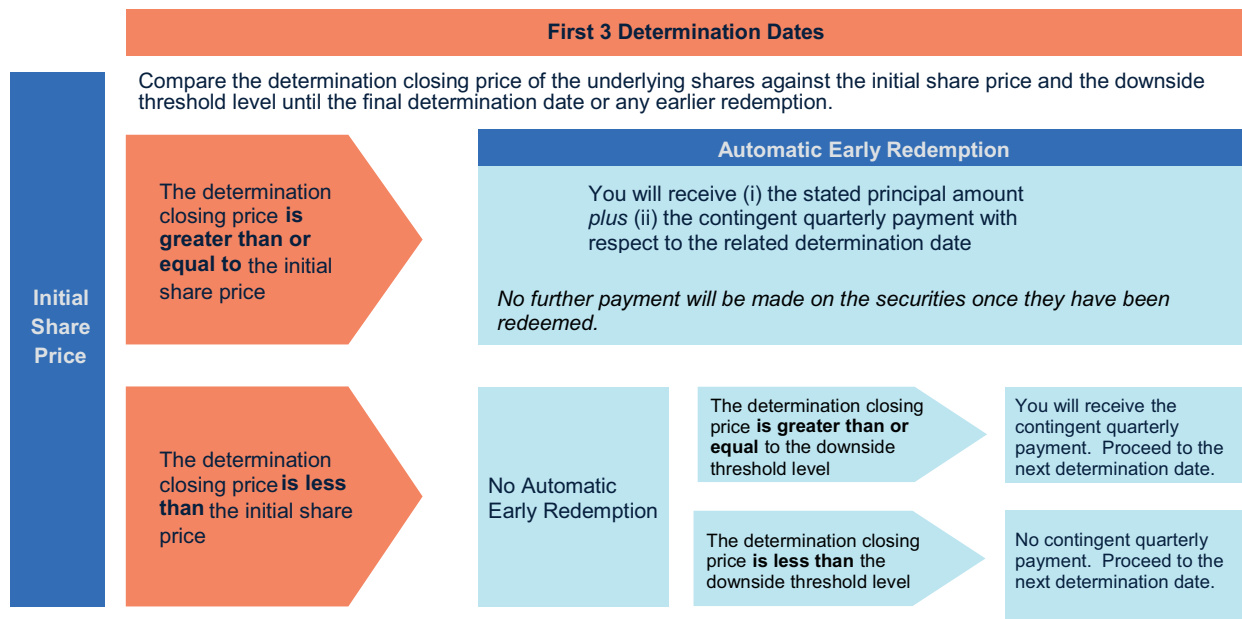 First 3 Determination Dates
Compare the determination closing price of the underlying shares against the initial share price and the downside
threshold level until the final determination date or any earlier redemption.
Initial
Share
Price
The determination
closing price is
greater than or
equal to the initial
share price
Automatic Early Redemption
You will receive (i) the stated principal amount
plus (ii) the contingent quarterly payment with
respect to the related determination date
No further payment will be made on the securities once they have been
redeemed.
The determination
closing price is less
than the initial share
price
No Automatic
Early Redemption
The determination closing
price is greater than or
equal to the downside
threshold level
You will receive the
contingent quarterly
payment.  Proceed to the
next determination date.
The determination closing
price is less than the
downside threshold level
No contingent quarterly
payment.  Proceed to the
next determination date.